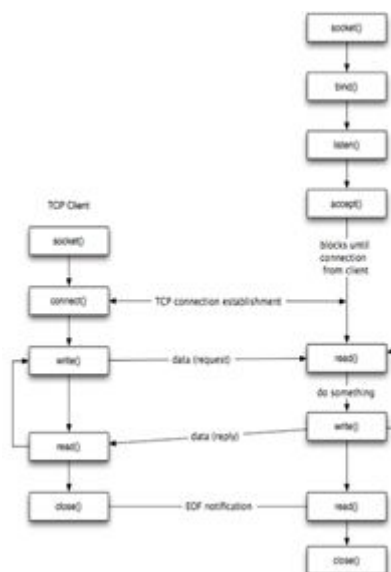 socket()
bind()
listen()
accept()
TCP Client
blocks until
connection
from client
socket()
connect()
TCP connection establishment
write()
data (request)
read()
do something
write()
data (reply)
read()
close()
EOF notification
read()
close()